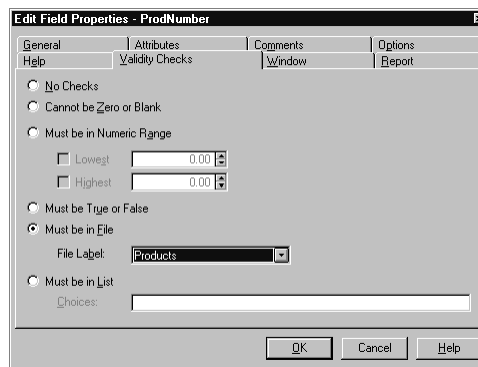 Edit Field Properties - ProdNumber
General Attributes Comments Options
Help Validity Checks Window Report
No Checks
Cannot be Zero or Blank
Must be in Numeric Range
Lowest 0.00
Highest 0.00
Must be True or False
Must be in File
File Label: Products
Must be in List
Choices:
OK Cancel Help